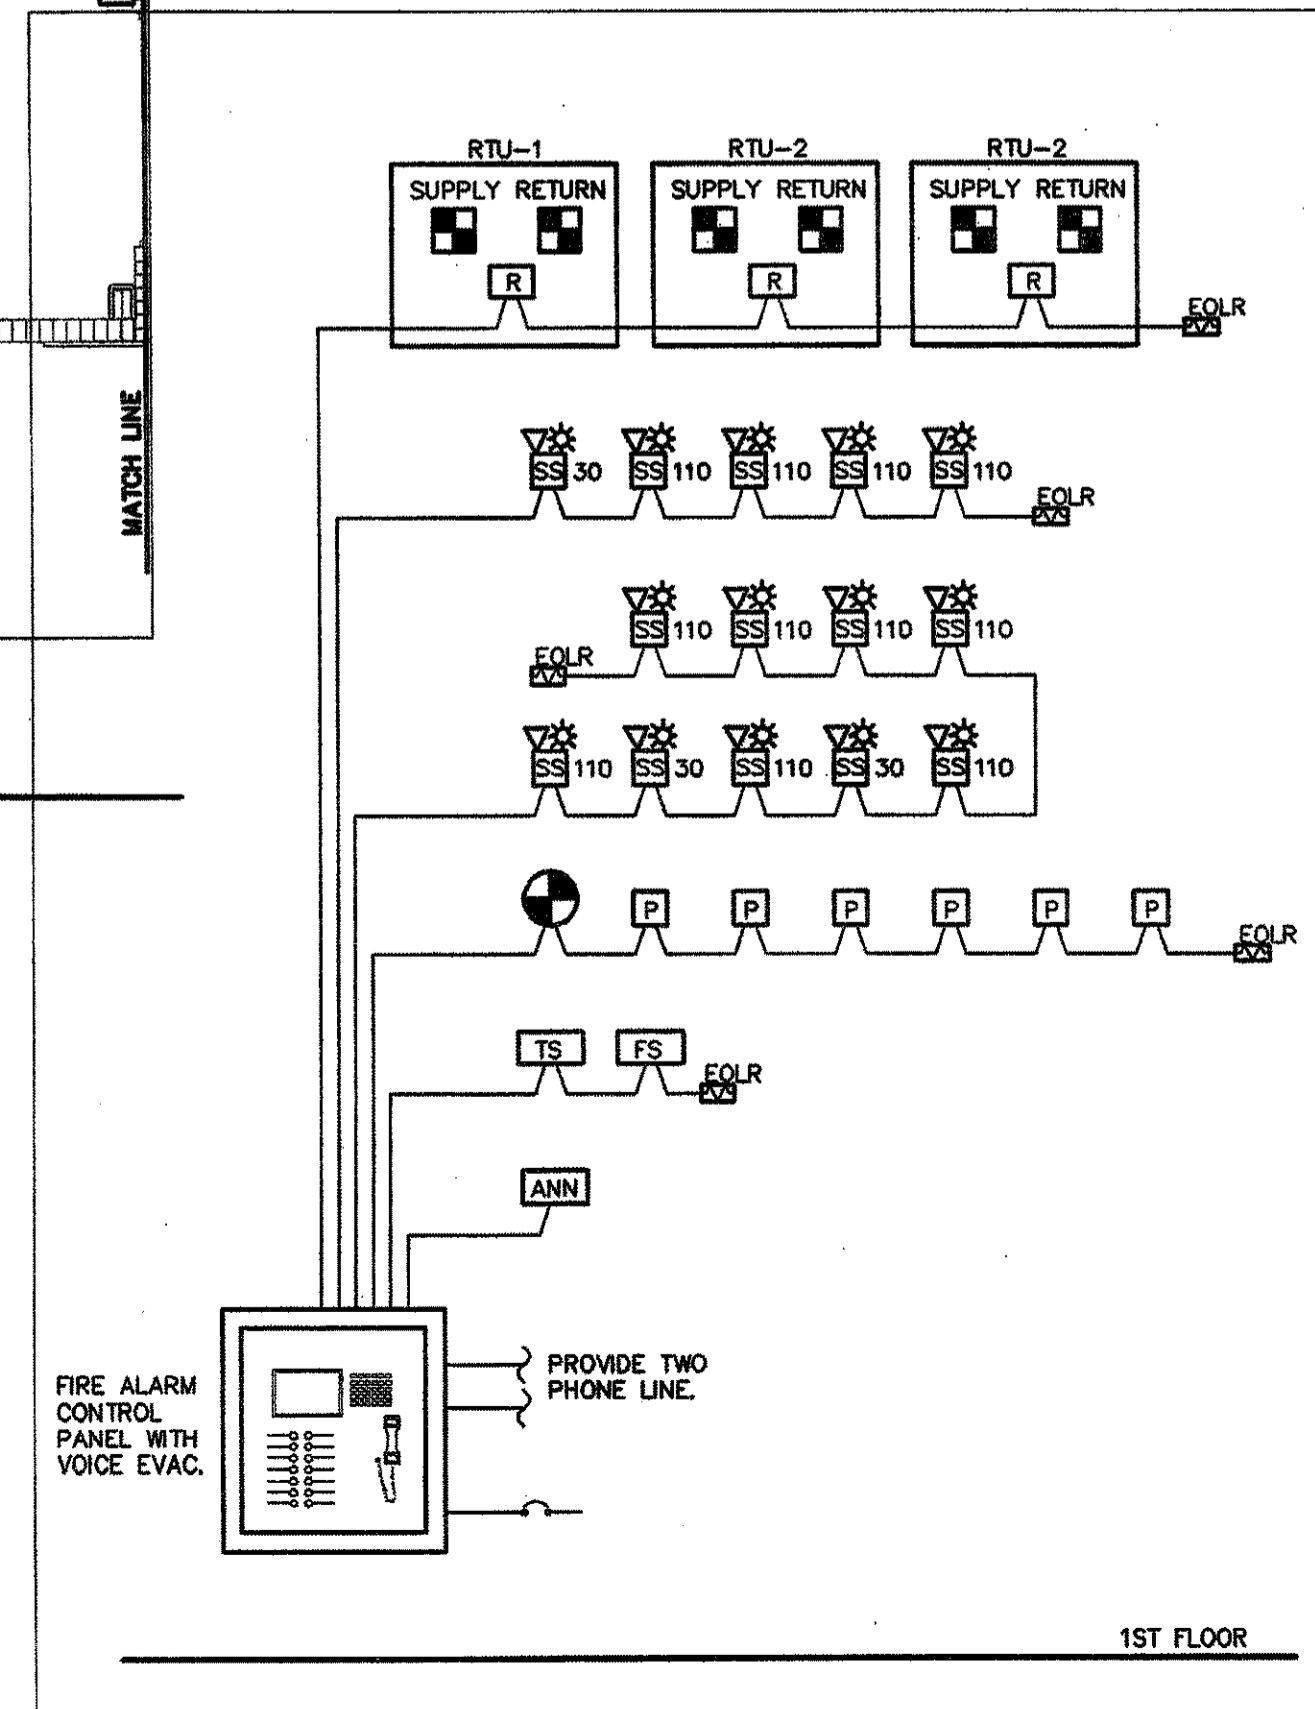 RTU-1 RTU-2 RTU-2
SUPPLY RETURN SUPPLY RETURN SUPPLY RETURN
R R R
EOLR
MATCH LINE
SS 30 SS 110 SS 110 SS 110 SS 110
EOLR
SS 110 SS 110 SS 110 SS 110
EOLR
SS 110 SS 30 SS 110 SS 30 SS 110
P P P P P P
EOLR
TS FS
EOLR
ANN
FIRE ALARM
CONTROL
PANEL WITH
VOICE EVAC.
PROVIDE TWO
PHONE LINE.
1ST FLOOR